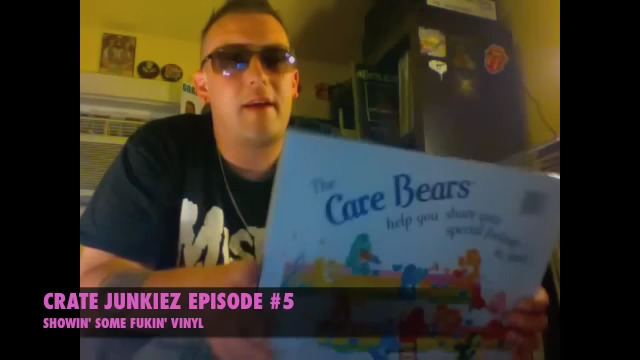 The
Care Bears
help you share your
special feelings
CRATE JUNKIEZ EPISODE #5
SHOWIN' SOME FUKIN' VINYL